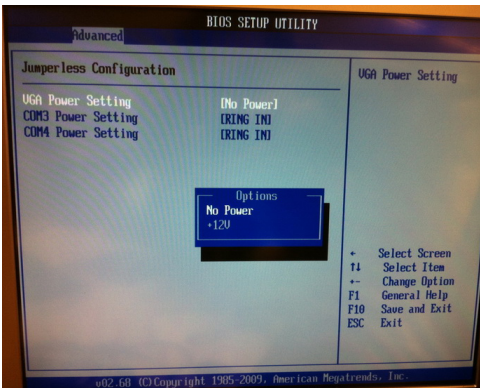 BIOS SETUP UTILITY
Advanced
Jumperless Configuration
VGA Power Setting [No Power]
COM3 Power Setting [RING IN]
COM4 Power Setting [RING IN]
VGA Power Setting
Options
No Power
+12V
← Select Screen
↑↓ Select Item
+- Change Option
F1 General Help
F10 Save and Exit
ESC Exit
v02.68 (C)Copyright 1985-2009, American Megatrends, Inc.